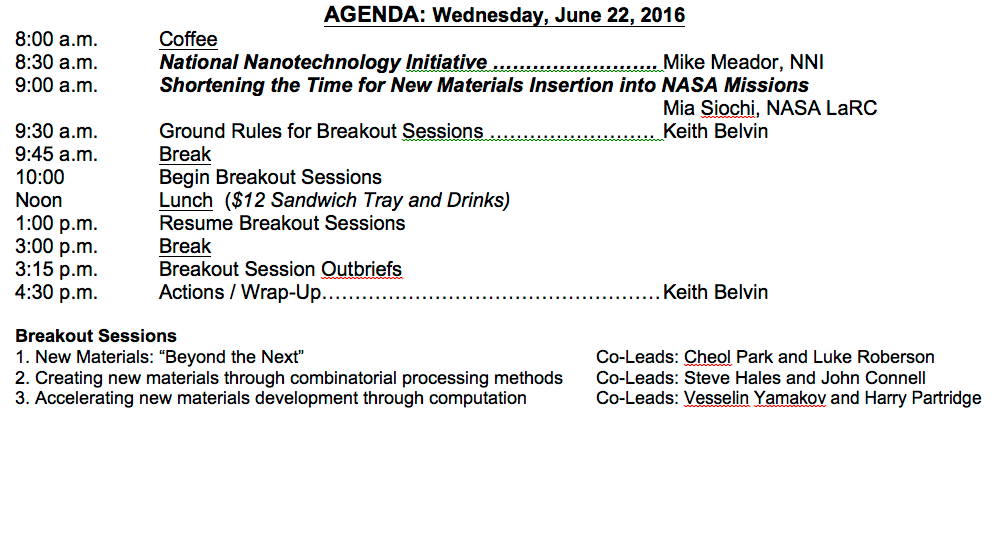 AGENDA: Wednesday, June 22, 2016
8:00 a.m. Coffee
8:30 a.m. National Nanotechnology Initiative ......................... Mike Meador, NNI
9:00 a.m. Shortening the Time for New Materials Insertion into NASA Missions
Mia Siochi, NASA LaRC
9:30 a.m. Ground Rules for Breakout Sessions ......................... Keith Belvin
9:45 a.m. Break
10:00 Begin Breakout Sessions
Noon Lunch ($12 Sandwich Tray and Drinks)
1:00 p.m. Resume Breakout Sessions
3:00 p.m. Break
3:15 p.m. Breakout Session Outbriefs
4:30 p.m. Actions / Wrap-Up................................................... Keith Belvin
Breakout Sessions
1. New Materials: “Beyond the Next” Co-Leads: Cheol Park and Luke Roberson
2. Creating new materials through combinatorial processing methods Co-Leads: Steve Hales and John Connell
3. Accelerating new materials development through computation Co-Leads: Vesselin Yamakov and Harry Partridge